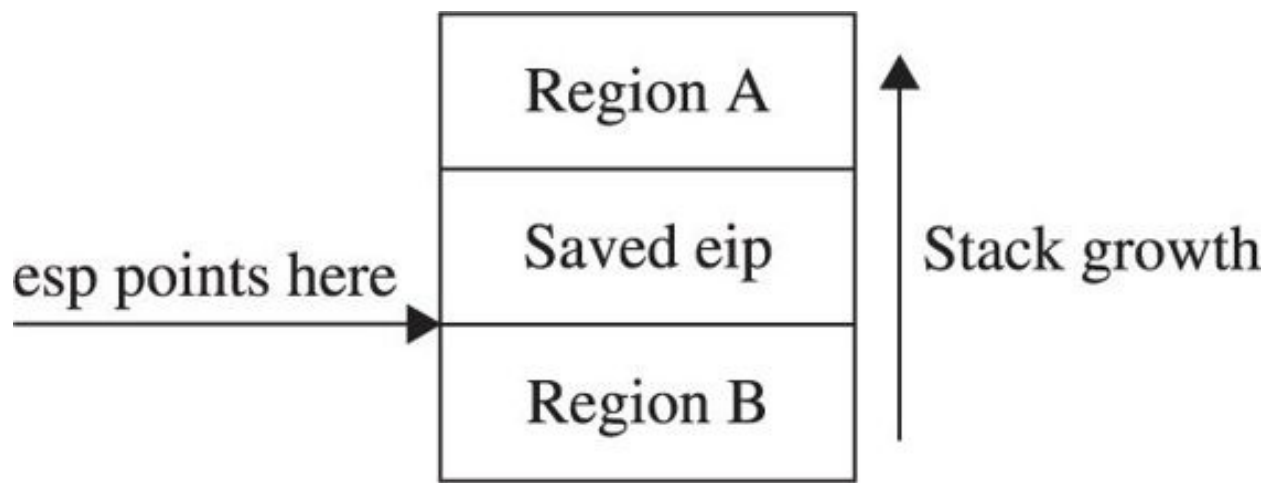 Region A
Saved eip
Stack growth
esp points here
Region B